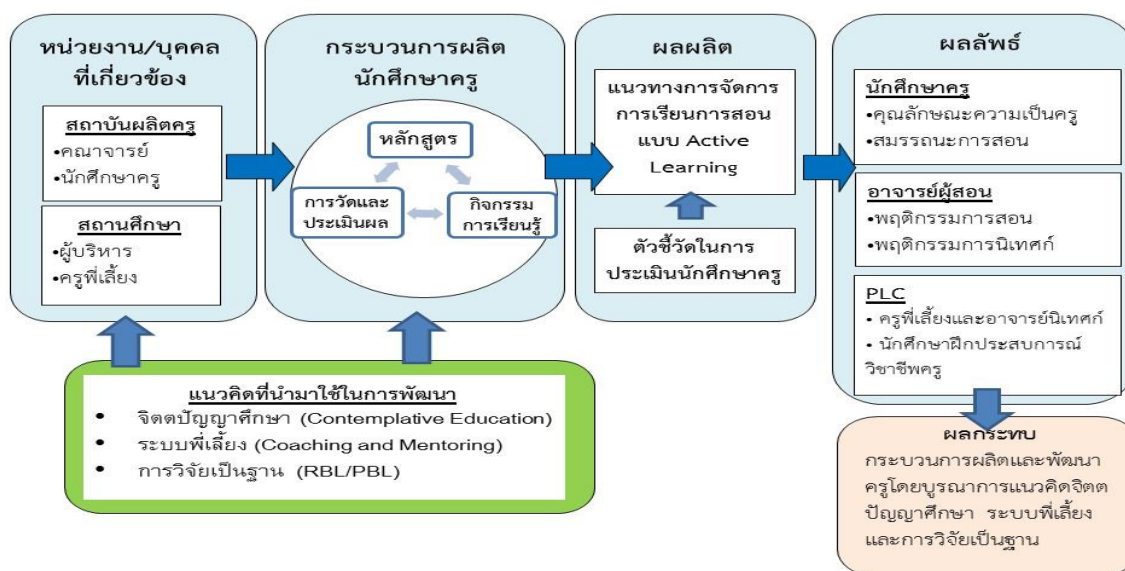 หน่วยงาน/บุคคล
ที่เกี่ยวข้อง
สถาบันผลิตครู
•คณาจารย์
•นักศึกษาครู
สถานศึกษา
•ผู้บริหาร
•ครูพี่เลี้ยง
กระบวนการผลิต
นักศึกษาครู
หลักสูตร
การวัดและ
ประเมินผล
กิจกรรม
การเรียนรู้
ผลผลิต
แนวทางการจัดการ
การเรียนการสอน
แบบ Active
Learning
ตัวชี้วัดในการ
ประเมินนักศึกษาครู
ผลลัพธ์
นักศึกษาครู
•คุณลักษณะความเป็นครู
•สมรรถนะการสอน
อาจารย์ผู้สอน
•พฤติกรรมการสอน
•พฤติกรรมการนิเทศก์
PLC
• ครูพี่เลี้ยงและอาจารย์นิเทศก์
• นักศึกษาฝึกประสบการณ์
วิชาชีพครู
แนวคิดที่นำมาใช้ในการพัฒนา
• จิตตปัญญาศึกษา (Contemplative Education)
• ระบบพี่เลี้ยง (Coaching and Mentoring)
• การวิจัยเป็นฐาน (RBL/PBL)
ผลกระทบ
กระบวนการผลิตและพัฒนา
ครูโดยบูรณาการแนวคิดจิตต
ปัญญาศึกษา ระบบพี่เลี้ยง
และการวิจัยเป็นฐาน